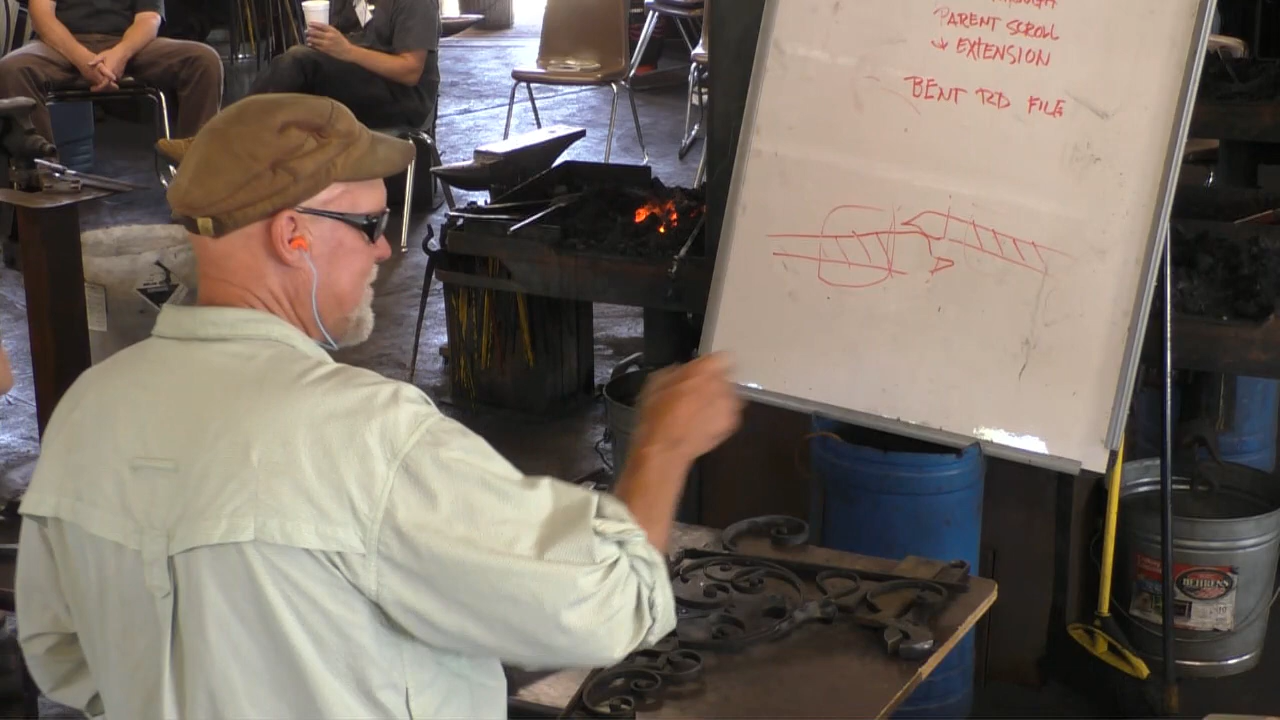 PARENT SCROLL
↳ EXTENSION
BENT RD FILE
BEHRENS